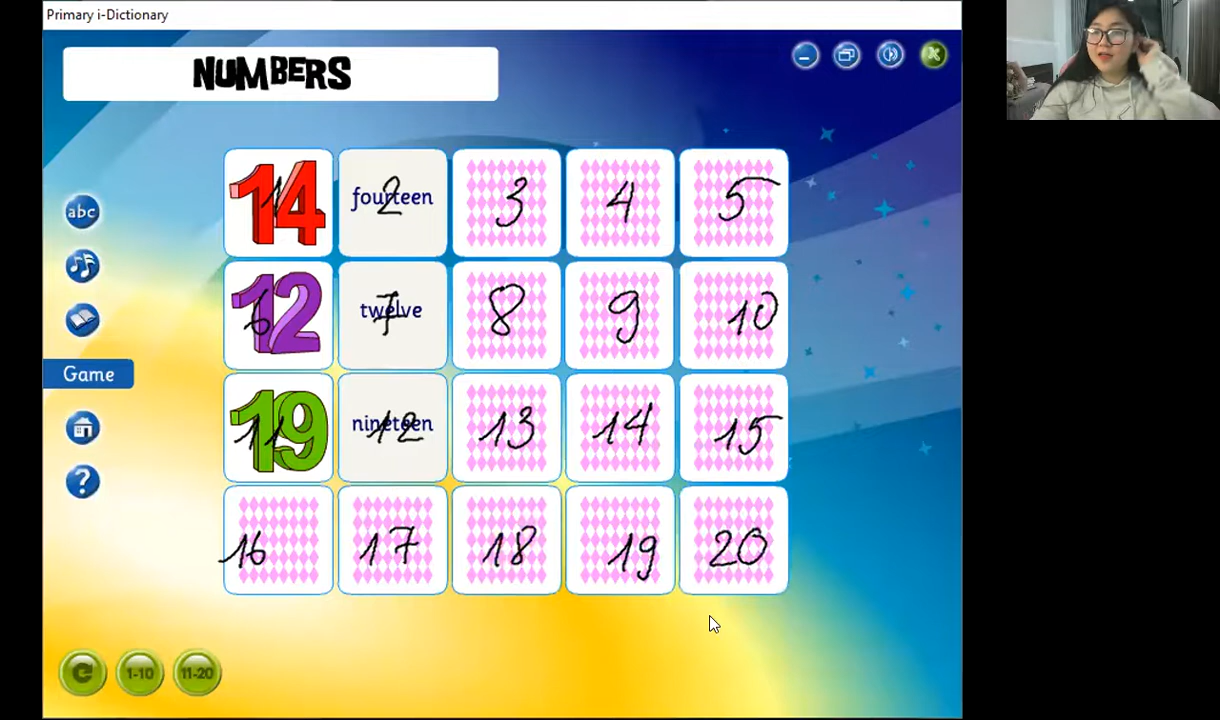 Primary i-Dictionary
NUMBERS
abc
Game
?
14 1 fourteen 2 3 4 5
12 6 twelve 7 8 9 10
19 11 nineteen 12 13 14 15
16 17 18 19 20
1-10 11-20